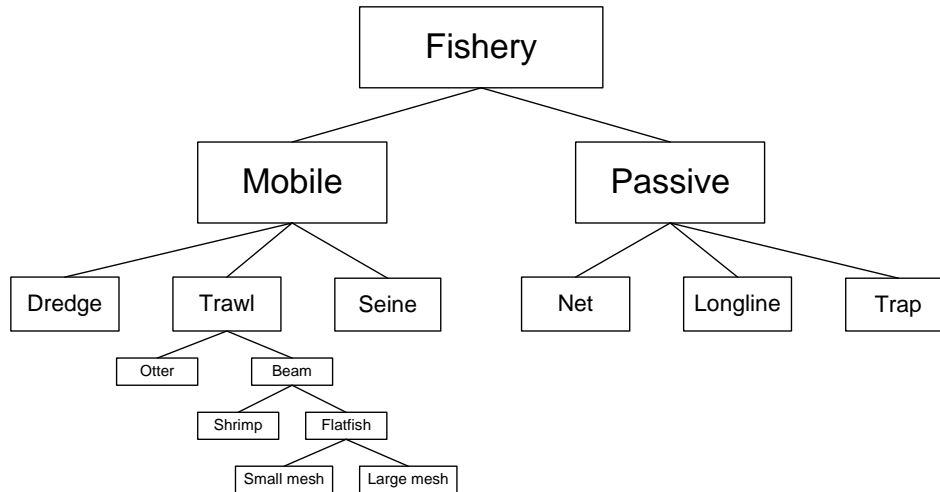 Fishery
Mobile
Passive
Dredge
Trawl
Seine
Net
Longline
Trap
Otter
Beam
Shrimp
Flatfish
Small mesh
Large mesh